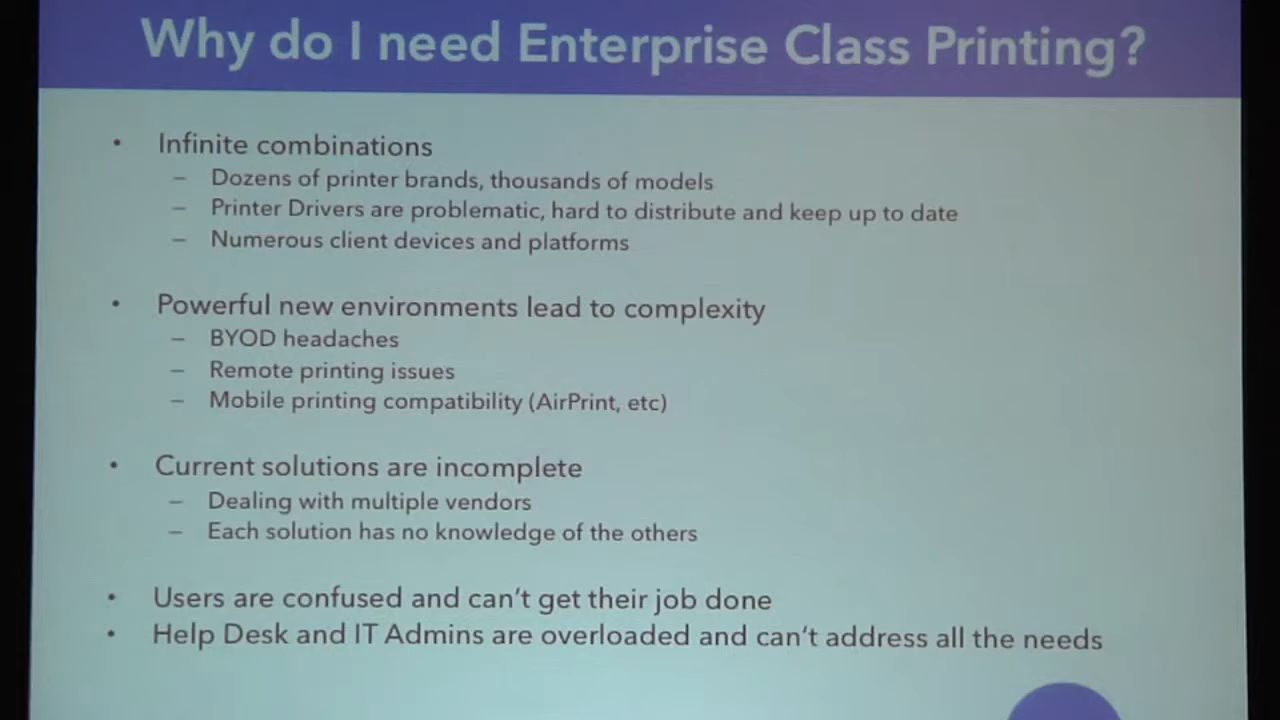 Why do I need Enterprise Class Printing?
• Infinite combinations
– Dozens of printer brands, thousands of models
– Printer Drivers are problematic, hard to distribute and keep up to date
– Numerous client devices and platforms
• Powerful new environments lead to complexity
– BYOD headaches
– Remote printing issues
– Mobile printing compatibility (AirPrint, etc)
• Current solutions are incomplete
– Dealing with multiple vendors
– Each solution has no knowledge of the others
• Users are confused and can't get their job done
• Help Desk and IT Admins are overloaded and can't address all the needs